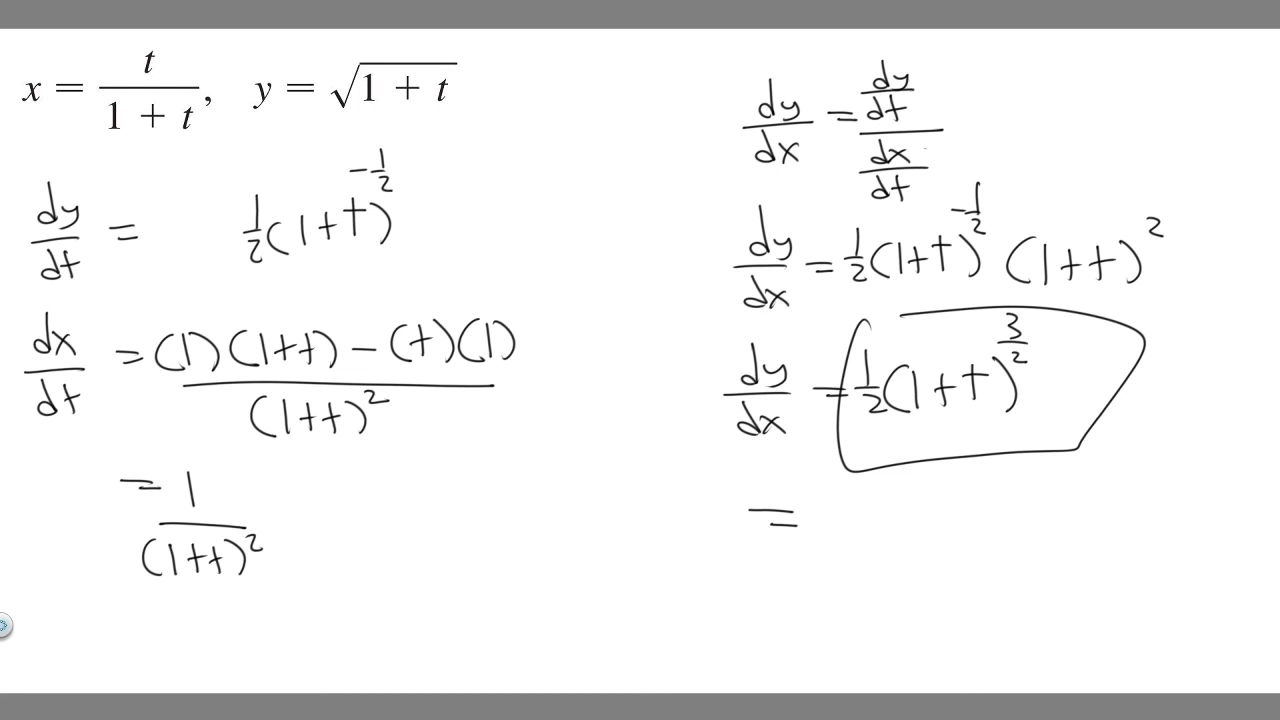 x = t/(1 + t), y = √(1 + t)
dy/dt = 1/2(1+t)^(-1/2)
dx/dt = ((1)(1+t) - (t)(1))/(1+t)^2
= 1/(1+t)^2
dy/dx = (dy/dt)/(dx/dt)
dy/dx = 1/2(1+t)^(-1/2) (1+t)^2
dy/dx = 1/2(1+t)^(3/2)
=